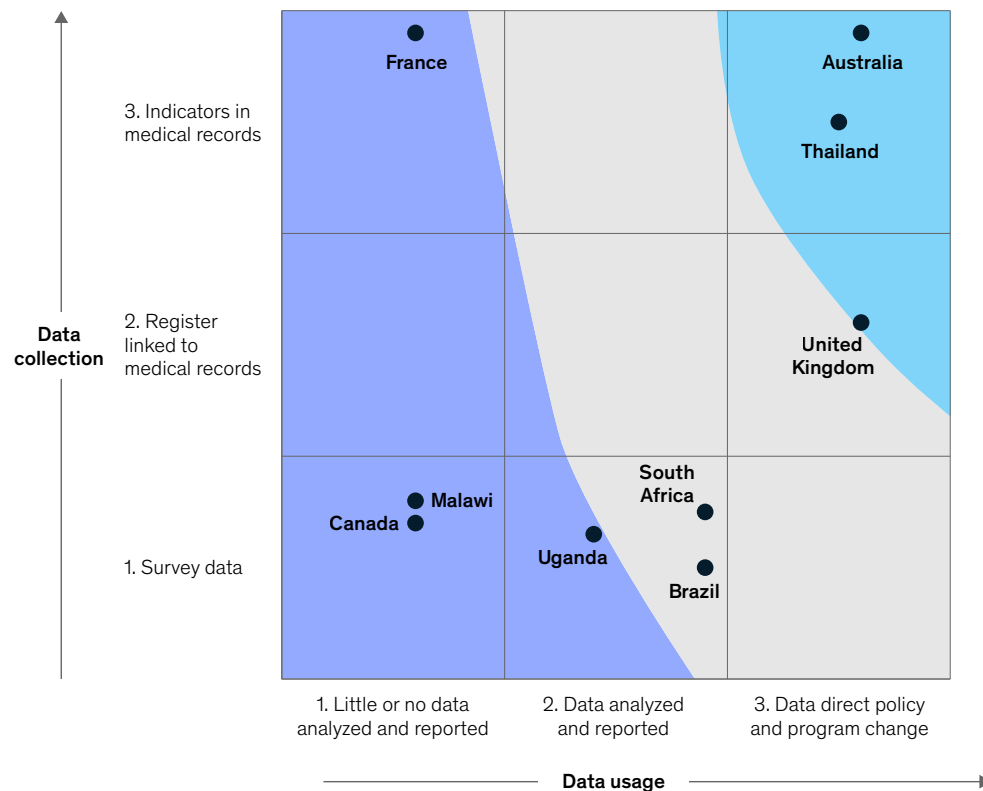 France
Australia
3. Indicators in
medical records
Thailand
Data
collection
2. Register
linked to
medical records
United
Kingdom
South
Africa
Malawi
Canada
Uganda
1. Survey data
Brazil
1. Little or no data
analyzed and reported
2. Data analyzed
and reported
3. Data direct policy
and program change
Data usage